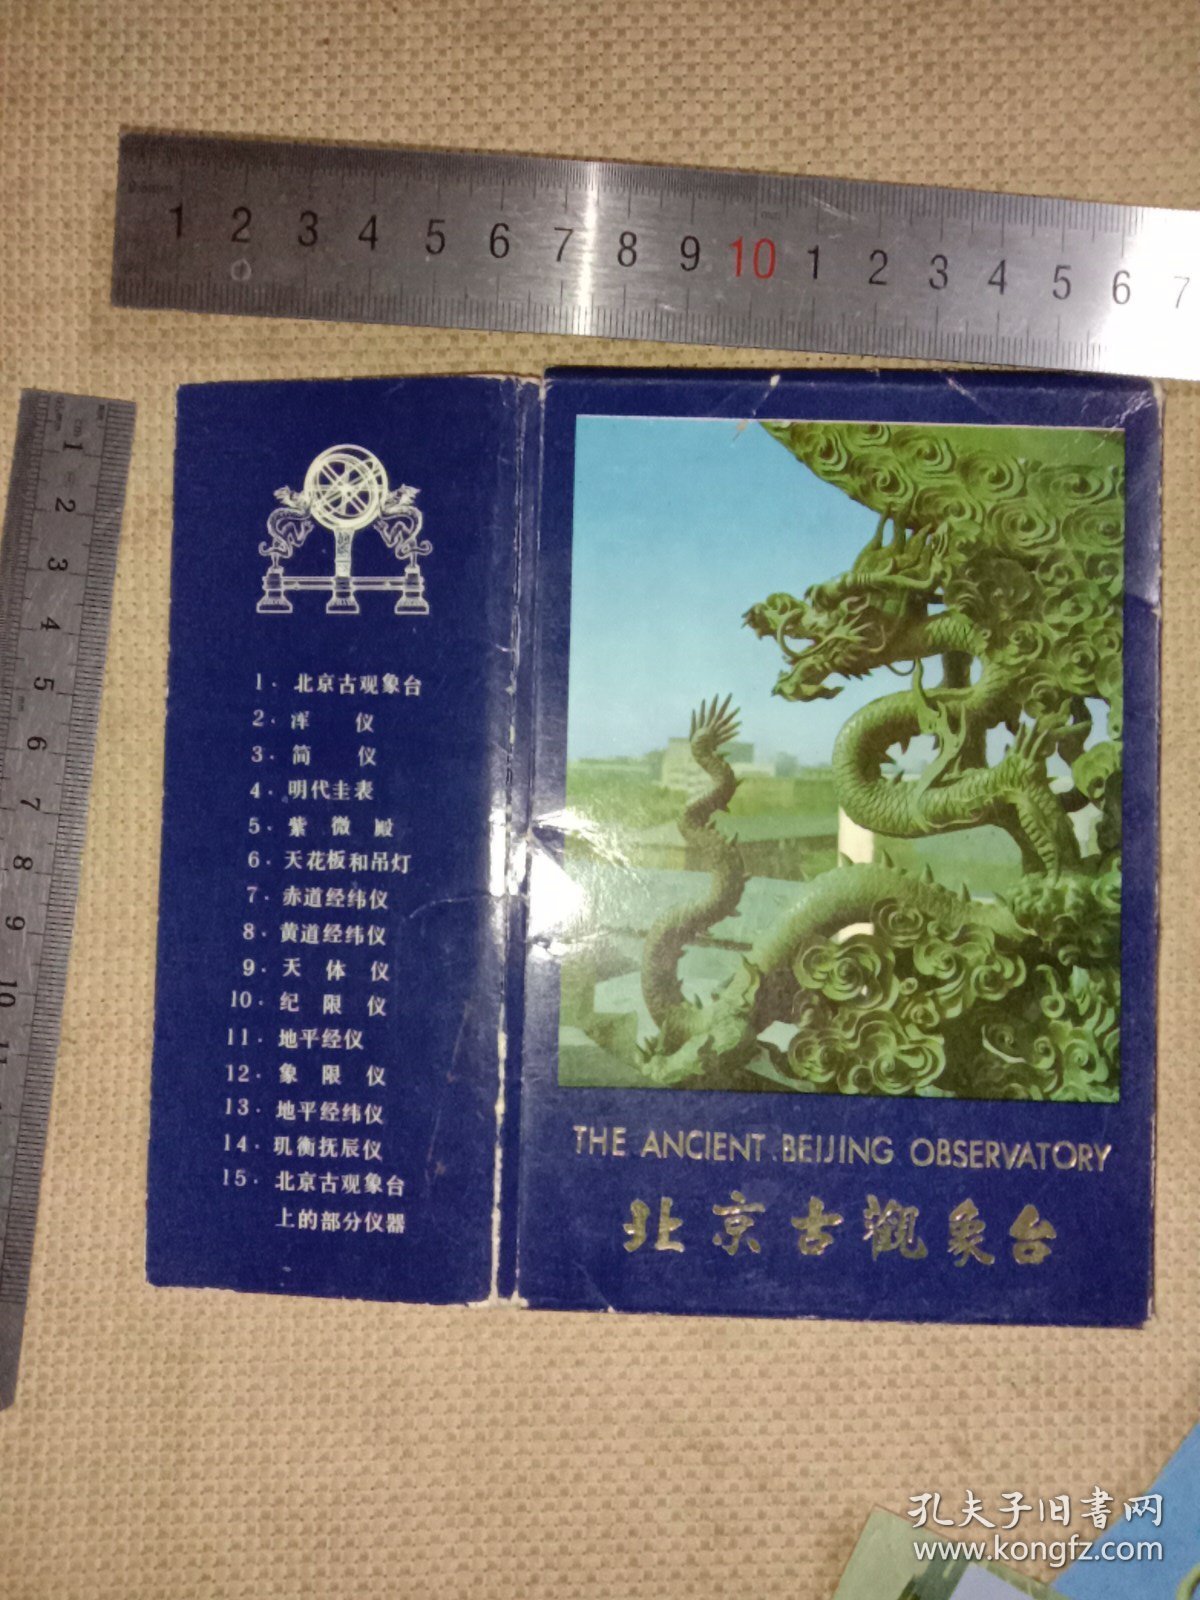 1 2 3 4 5 6 7 8 9 10 1 2 3 4 5 6 7
1 2 3 4 5 6 7 8 9 10 11
1. 北京古观象台
2. 浑 仪
3. 简 仪
4. 明代圭表
5. 紫 微 殿
6. 天花板和吊灯
7. 赤道经纬仪
8. 黄道经纬仪
9. 天 体 仪
10. 纪 限 仪
11. 地平经仪
12. 象 限 仪
13. 地平经纬仪
14. 玑衡抚辰仪
15. 北京古观象台
上的部分仪器
THE ANCIENT BEIJING OBSERVATORY
北京古觀象台
孔夫子旧書网
www.kongfz.com